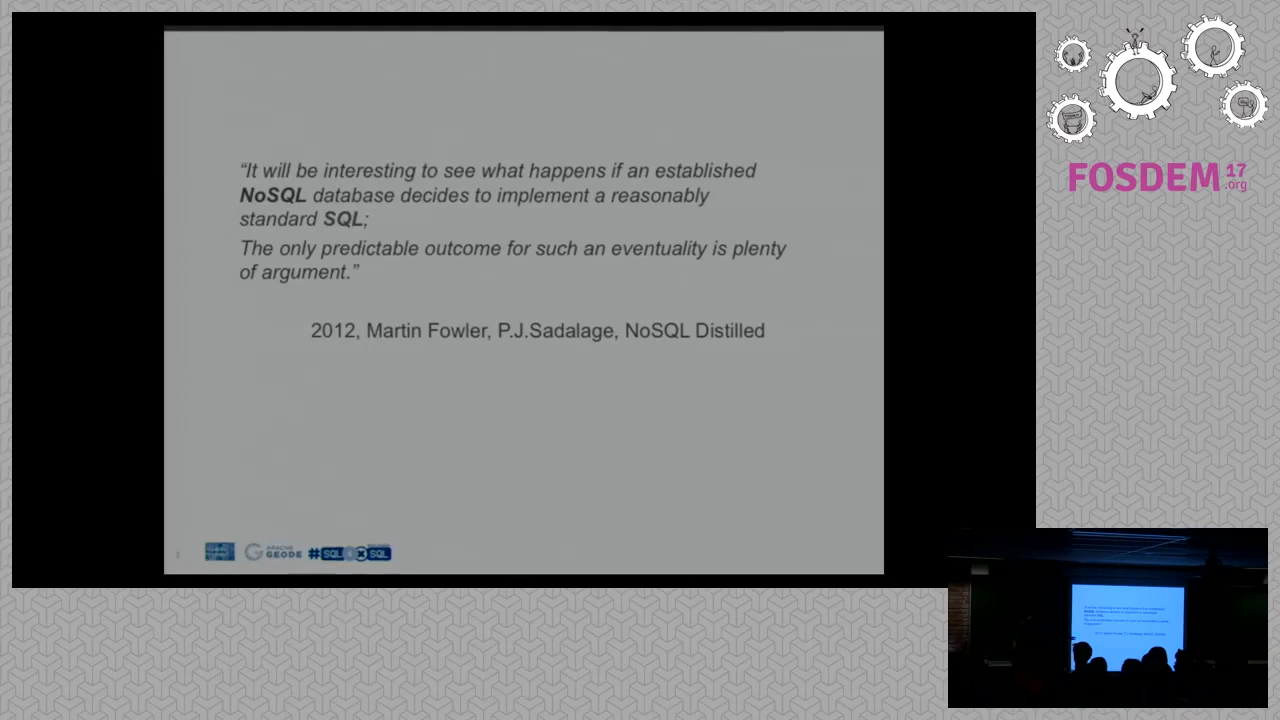 “It will be interesting to see what happens if an established
NoSQL database decides to implement a reasonably
standard SQL;
The only predictable outcome for such an eventuality is plenty
of argument.”
2012, Martin Fowler, P.J.Sadalage, NoSQL Distilled
3
APACHE
GEODE
#SQL
SQL
FOSDEM 17
.org